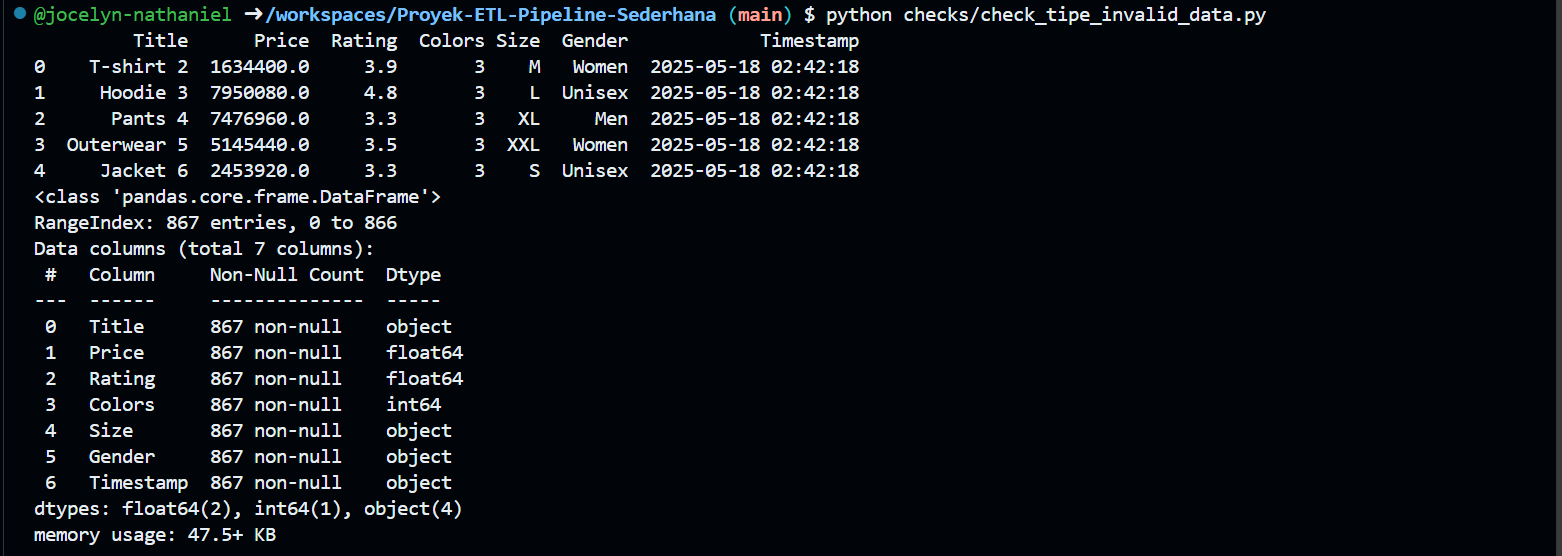 @jocelyn-nathaniel ➜/workspaces/Proyek-ETL-Pipeline-Sederhana (main) $ python checks/check_tipe_invalid_data.py
         Title      Price  Rating  Colors Size  Gender            Timestamp
0    T-shirt 2  1634400.0     3.9       3    M   Women  2025-05-18 02:42:18
1     Hoodie 3  7950080.0     4.8       3    L  Unisex  2025-05-18 02:42:18
2      Pants 4  7476960.0     3.3       3   XL     Men  2025-05-18 02:42:18
3  Outerwear 5  5145440.0     3.5       3  XXL   Women  2025-05-18 02:42:18
4     Jacket 6  2453920.0     3.3       3    S  Unisex  2025-05-18 02:42:18
<class 'pandas.core.frame.DataFrame'>
RangeIndex: 867 entries, 0 to 866
Data columns (total 7 columns):
 #   Column     Non-Null Count  Dtype
---  ------     --------------  -----
 0   Title      867 non-null    object
 1   Price      867 non-null    float64
 2   Rating     867 non-null    float64
 3   Colors     867 non-null    int64
 4   Size       867 non-null    object
 5   Gender     867 non-null    object
 6   Timestamp  867 non-null    object
dtypes: float64(2), int64(1), object(4)
memory usage: 47.5+ KB